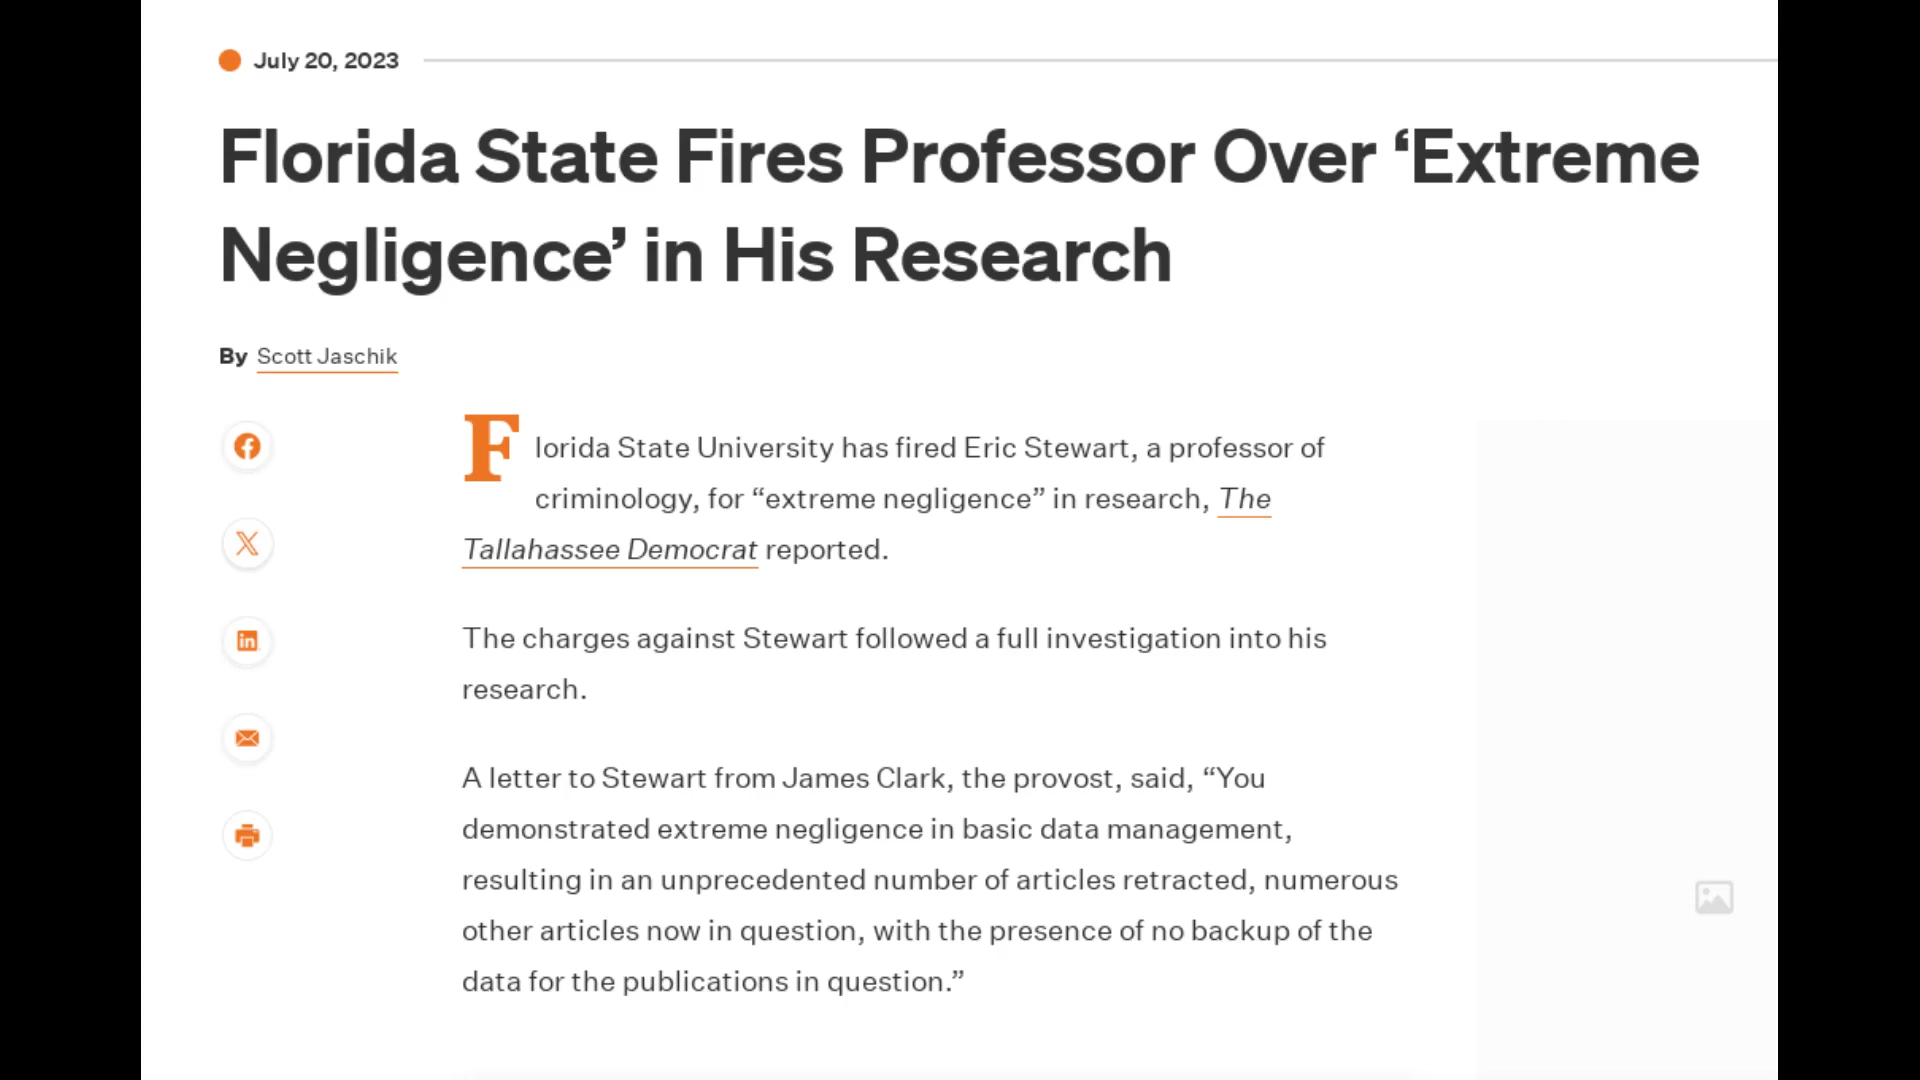 July 20, 2023
Florida State Fires Professor Over ‘Extreme
Negligence’ in His Research
By Scott Jaschik
Florida State University has fired Eric Stewart, a professor of
criminology, for “extreme negligence” in research, The
Tallahassee Democrat reported.
The charges against Stewart followed a full investigation into his
research.
A letter to Stewart from James Clark, the provost, said, “You
demonstrated extreme negligence in basic data management,
resulting in an unprecedented number of articles retracted, numerous
other articles now in question, with the presence of no backup of the
data for the publications in question.”